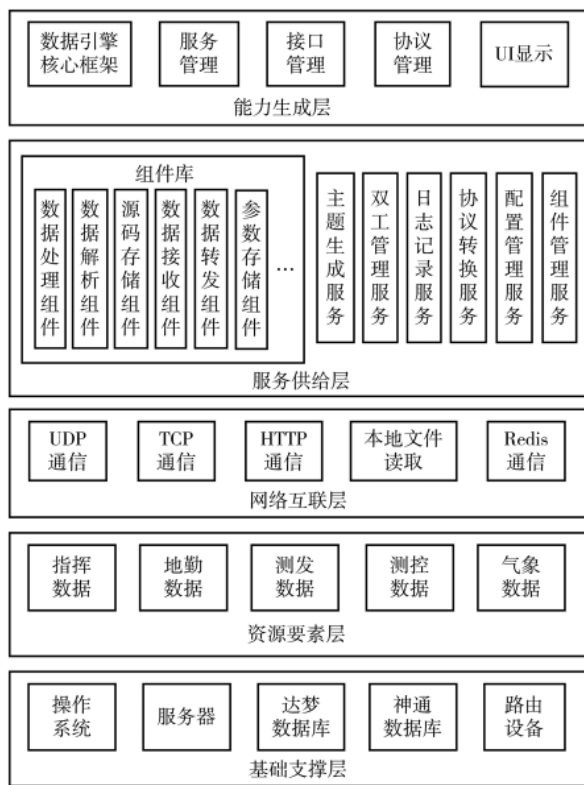 数据引擎
核心框架
服务
管理
接口
管理
协议
管理
UI显示
能力生成层
组件库
数据处理组件
数据解析组件
源码存储组件
数据接收组件
数据转发组件
参数存储组件
…
主题生成服务
双工管理服务
日志记录服务
协议转换服务
配置管理服务
组件管理服务
服务供给层
UDP
通信
TCP
通信
HTTP
通信
本地文件
读取
Redis
通信
网络互联层
指挥
数据
地勤
数据
测发
数据
测控
数据
气象
数据
资源要素层
操作
系统
服务器
达梦
数据库
神通
数据库
路由
设备
基础支撑层